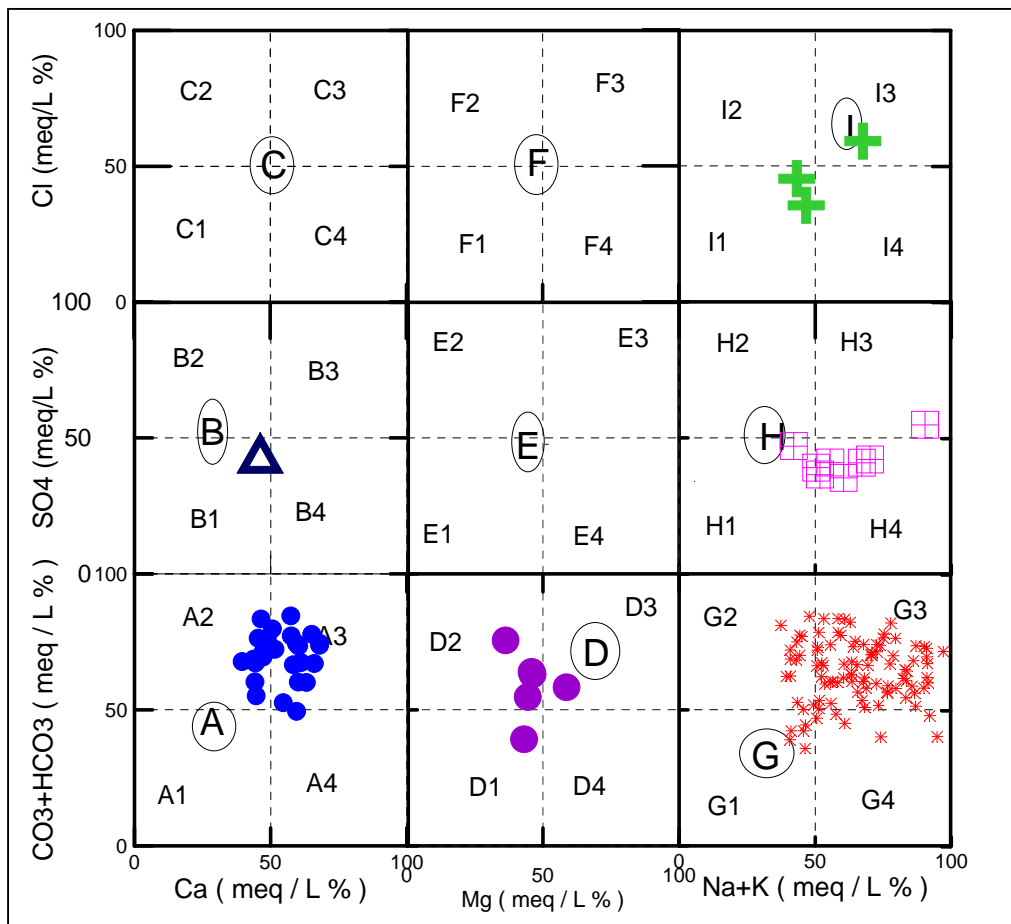 Cl (meq/L %)
100
50
0
C2
C3
C
C1
C4
F2
F3
F
F1
F4
I2
I3
I
I1
I4
SO4 (meq/L %)
100
50
0
B2
B3
B
B1
B4
E2
E3
E
E1
E4
H2
H3
H
H1
H4
CO3+HCO3 ( meq / L % )
100
50
0
A2
A3
A
A1
A4
D2
D3
D
D1
D4
G2
G3
G
G1
G4
0
50
100
0
50
100
0
50
100
Ca ( meq / L % )
Mg ( meq / L % )
Na+K ( meq / L % )